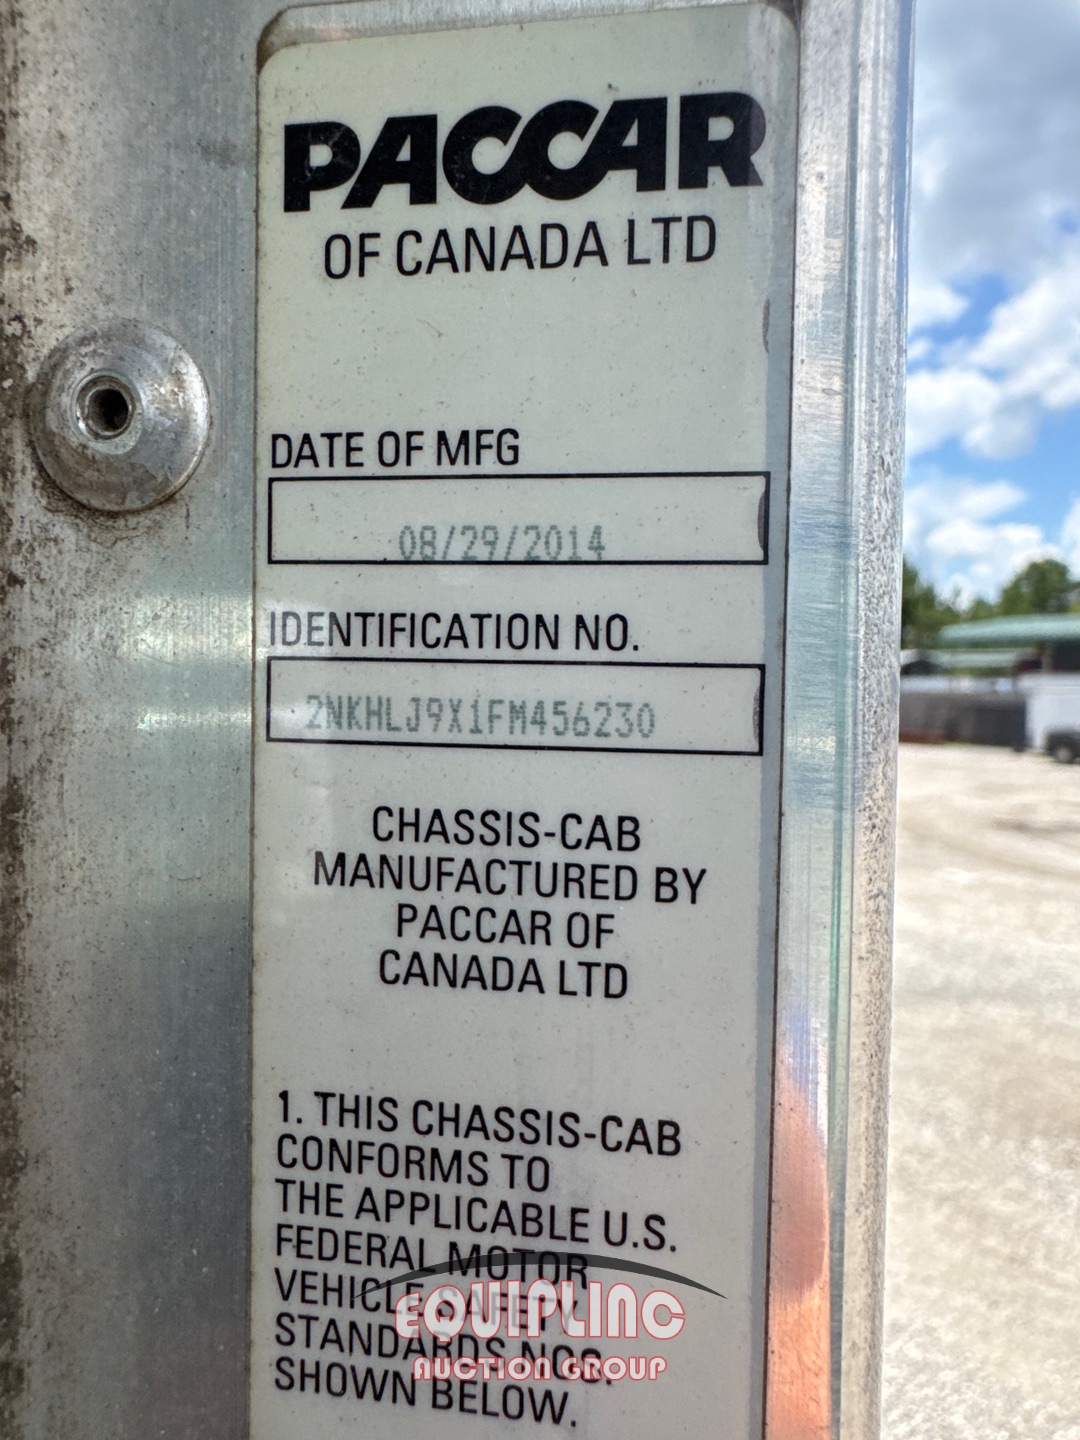 PACCAR
OF CANADA LTD
DATE OF MFG
08/29/2014
IDENTIFICATION NO.
2NKHLJ9X1FM456230
CHASSIS-CAB
MANUFACTURED BY
PACCAR OF
CANADA LTD
1. THIS CHASSIS-CAB
CONFORMS TO
THE APPLICABLE U.S.
FEDERAL MOTOR
VEHICLE SAFETY
STANDARDS NOS.
SHOWN BELOW.
EQUIPLINC
AUCTION GROUP